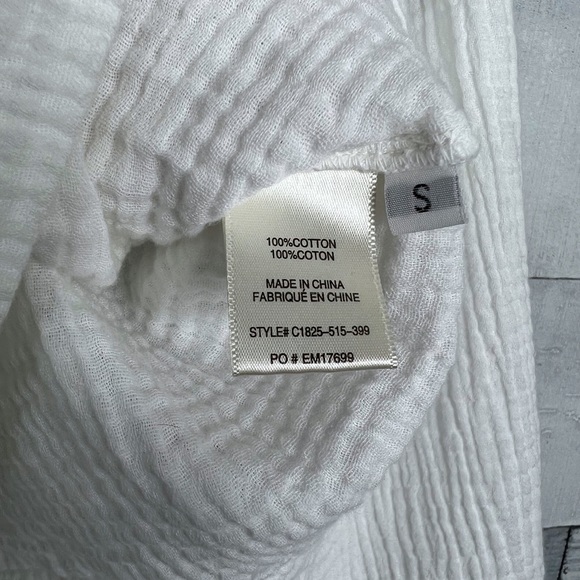 S
100%COTTON
100%COTON
MADE IN CHINA
FABRIQUÉ EN CHINE
STYLE# C1825-515-399
PO # EM17699